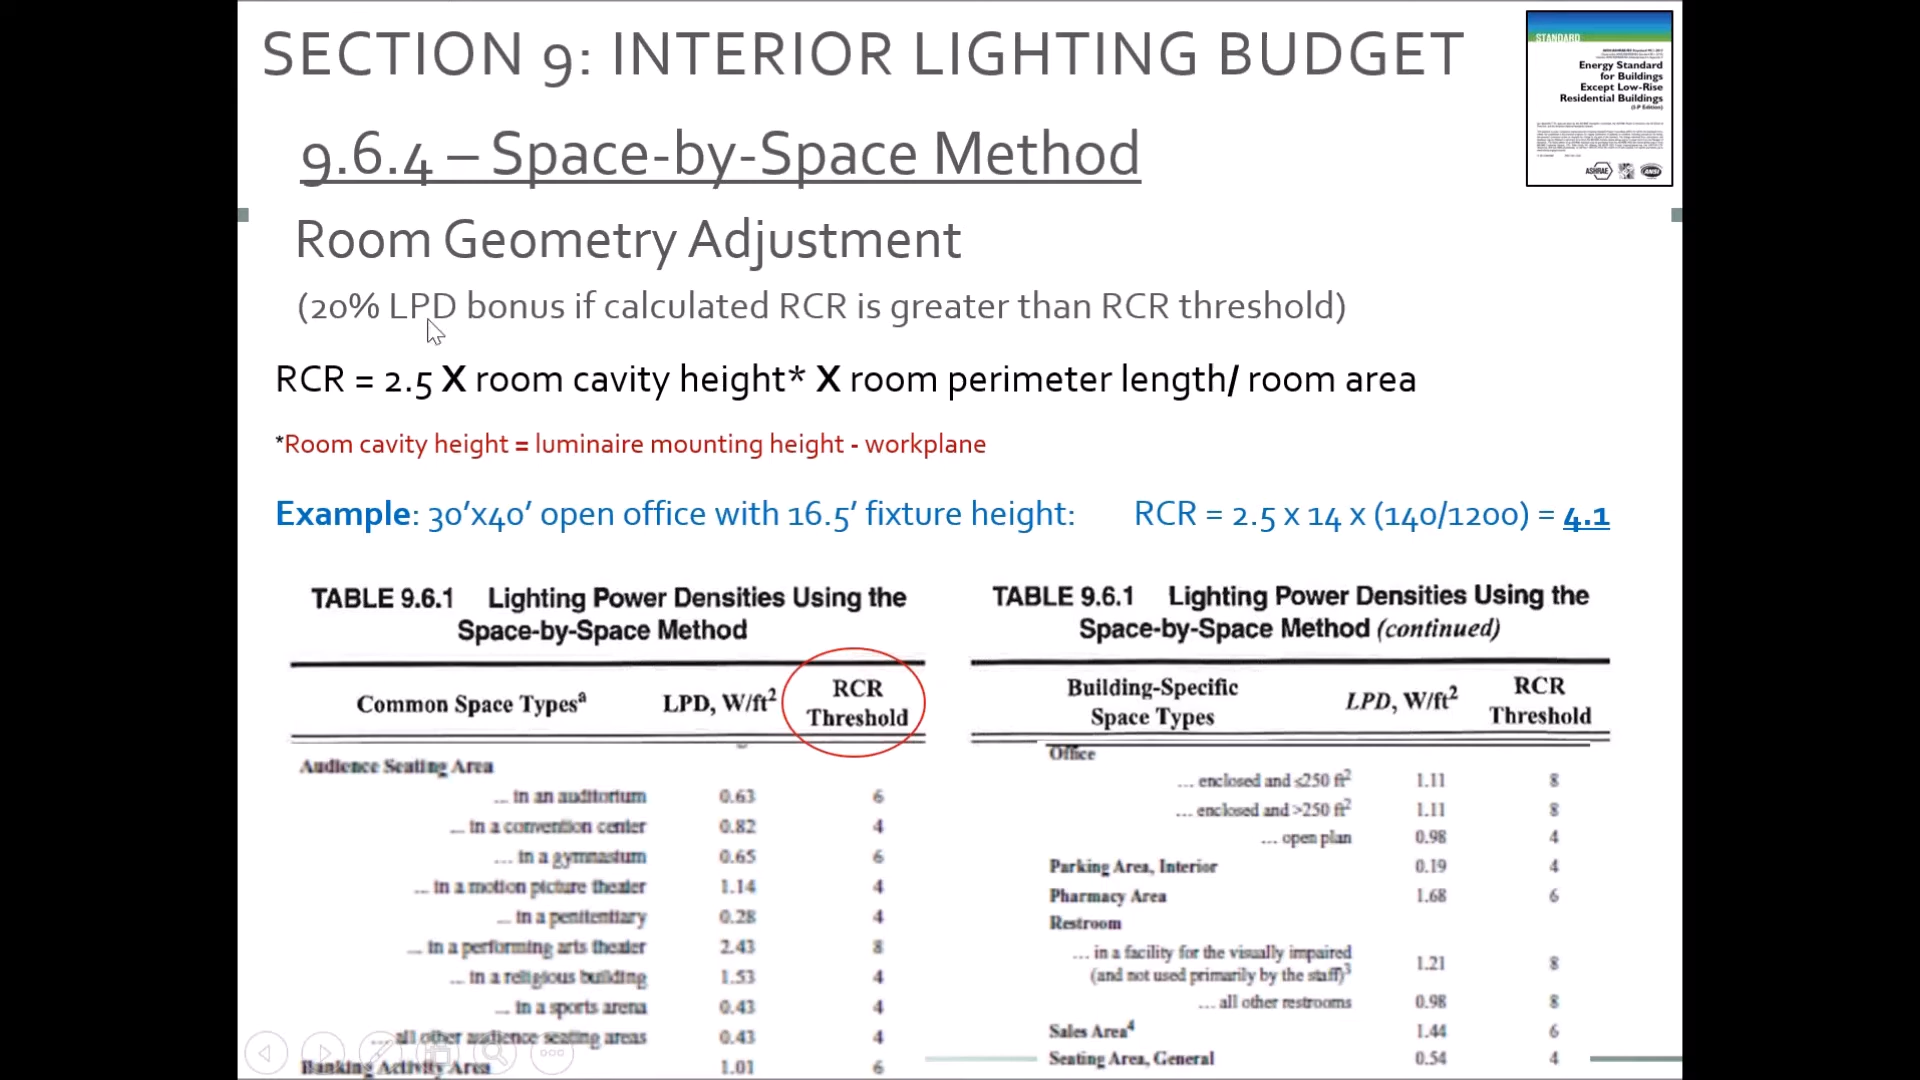 SECTION 9: INTERIOR LIGHTING BUDGET
STANDARD
Energy Standard
for Buildings
Except Low-Rise
Residential Buildings
(I-P Edition)
ASHRAE
ANSI
9.6.4 – Space-by-Space Method
Room Geometry Adjustment
(20% LPD bonus if calculated RCR is greater than RCR threshold)
RCR = 2.5 X room cavity height* X room perimeter length/ room area
*Room cavity height = luminaire mounting height - workplane
Example: 30’x40’ open office with 16.5’ fixture height: RCR = 2.5 x 14 x (140/1200) = 4.1
TABLE 9.6.1 Lighting Power Densities Using the
Space-by-Space Method
Common Space Types a LPD, W/ft2 RCR Threshold
Audience Seating Area
... in an auditorium 0.63 6
... in a convention center 0.82 4
... in a gymnasium 0.65 6
... in a motion picture theater 1.14 4
... in a penitentiary 0.28 4
... in a performing arts theater 2.43 8
... in a religious building 1.53 4
... in a sports arena 0.43 4
... all other audience seating areas 0.43 4
Banking Activity Area 1.01 6
TABLE 9.6.1 Lighting Power Densities Using the
Space-by-Space Method (continued)
Building-Specific Space Types LPD, W/ft2 RCR Threshold
Office
... enclosed and ≤250 ft2 1.11 8
... enclosed and >250 ft2 1.11 8
... open plan 0.98 4
Parking Area, Interior 0.19 4
Pharmacy Area 1.68 6
Restroom
... in a facility for the visually impaired
(and not used primarily by the staff)3 1.21 8
... all other restrooms 0.98 8
Sales Area4 1.44 6
Seating Area, General 0.54 4